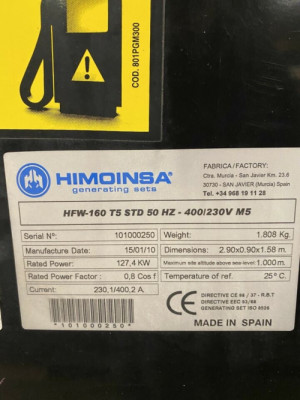 COD. 801PGM300
HIMOINSA®
generating sets
FABRICA/FACTORY:
Ctra. Murcia - San Javier Km. 23.6
30730 - SAN JAVIER (Murcia) Spain
Tel. +34 968 19 11 28
HFW-160 T5 STD 50 HZ - 400/230V M5
Serial Nº: 101000250 Weight: 1.808 Kg.
Manufacture Date: 15/01/10 Dimensions: 2.90x0.90x1.58 m.
Rated Power: 127,4 KW Maximum site altitude above sea-level: 1.000 m.
Rated Power Factor : 0,8 Cos f Temperature of ref. 25° C.
Current: 230,1/400,2 A.
*101000250*
CE
DIRECTIVE CE 98 / 37 - R.B.T
DIRECTIVE EEC 93/68
GENERATING SET ISO 8528
MADE IN SPAIN